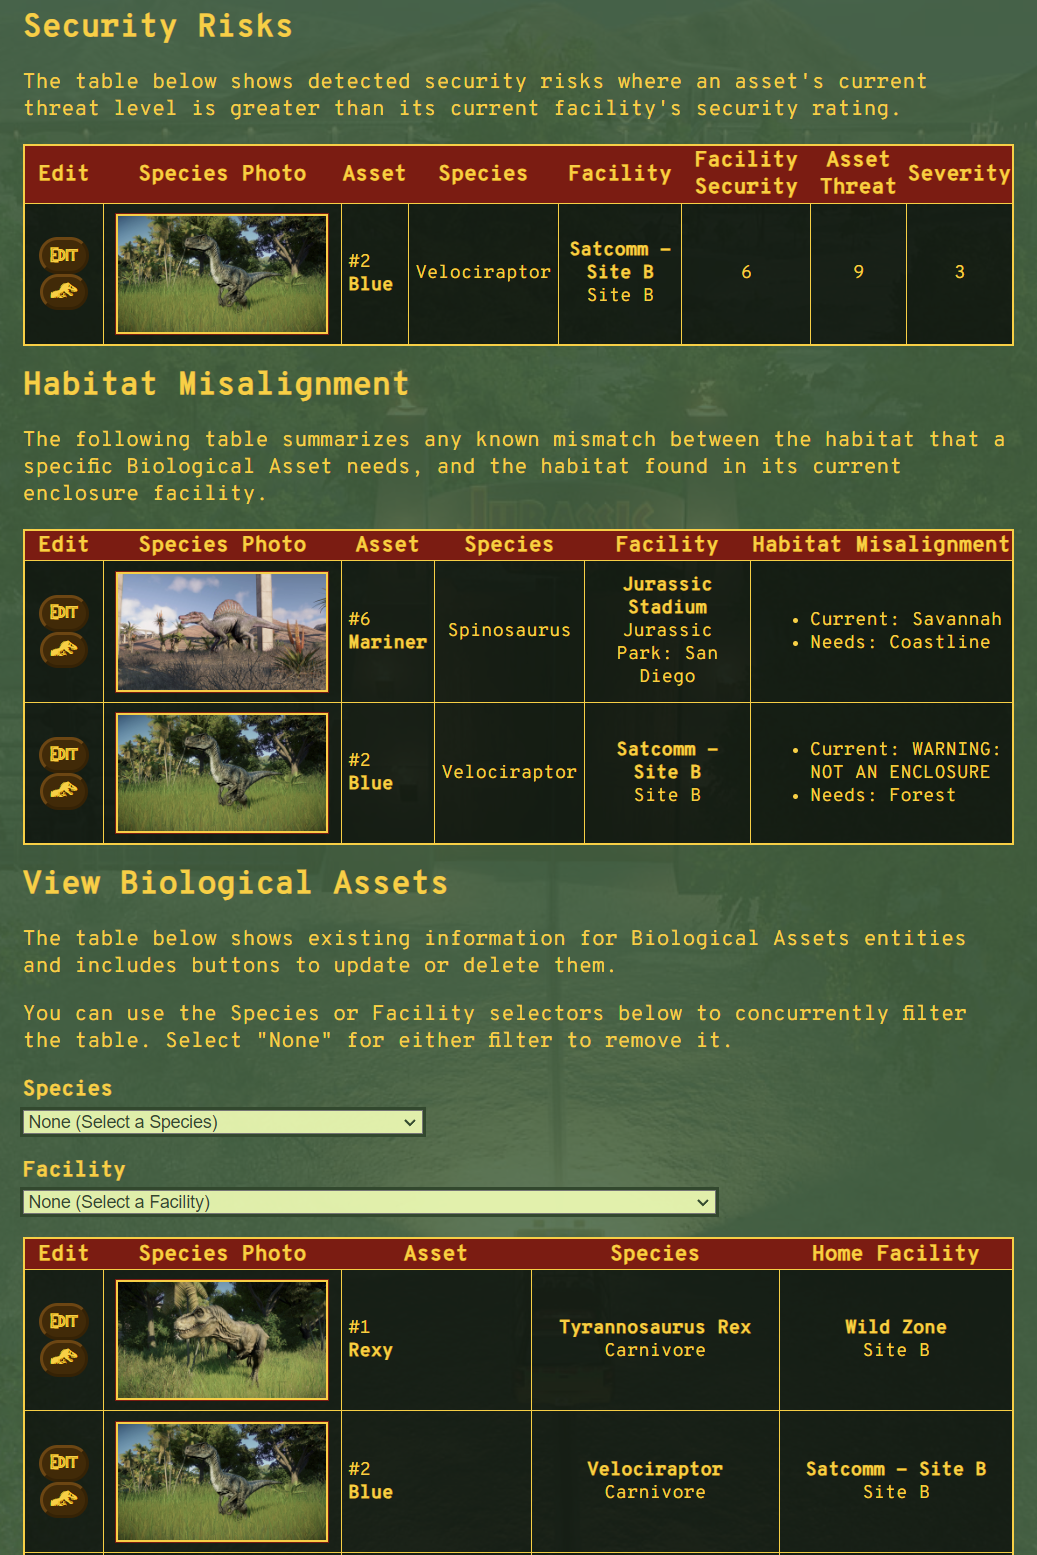 Security Risks
The table below shows detected security risks where an asset's current
threat level is greater than its current facility's security rating.
Edit Species Photo Asset Species Facility Facility Security Asset Threat Severity
EDIT
#2
Blue
Velociraptor
Satcomm –
Site B
Site B
6
9
3
Habitat Misalignment
The following table summarizes any known mismatch between the habitat that a
specific Biological Asset needs, and the habitat found in its current
enclosure facility.
Edit Species Photo Asset Species Facility Habitat Misalignment
EDIT
#6
Mariner
Spinosaurus
Jurassic
Stadium
Jurassic
Park: San
Diego
• Current: Savannah
• Needs: Coastline
EDIT
#2
Blue
Velociraptor
Satcomm –
Site B
Site B
• Current: WARNING:
NOT AN ENCLOSURE
• Needs: Forest
View Biological Assets
The table below shows existing information for Biological Assets entities
and includes buttons to update or delete them.
You can use the Species or Facility selectors below to concurrently filter
the table. Select "None" for either filter to remove it.
Species
None (Select a Species)
Facility
None (Select a Facility)
Edit Species Photo Asset Species Home Facility
EDIT
#1
Rexy
Tyrannosaurus Rex
Carnivore
Wild Zone
Site B
EDIT
#2
Blue
Velociraptor
Carnivore
Satcomm – Site B
Site B